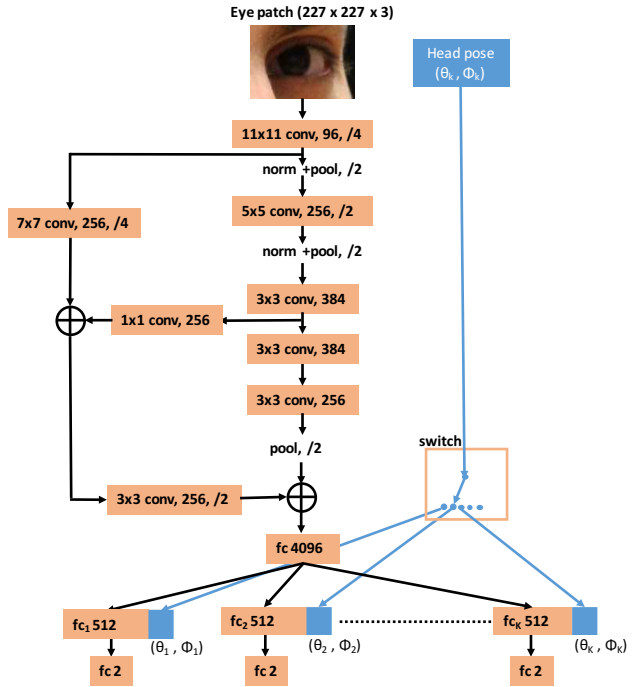 Eye patch (227 x 227 x 3)
Head pose
(θk , Φk)
11x11 conv, 96, /4
norm +pool, /2
7x7 conv, 256, /4
5x5 conv, 256, /2
norm +pool, /2
3x3 conv, 384
1x1 conv, 256
3x3 conv, 384
3x3 conv, 256
pool, /2
switch
3x3 conv, 256, /2
fc 4096
fc1 512
fc2 512
fcK 512
(θ1 , Φ1)
(θ2 , Φ2)
(θK , ΦK)
fc 2
fc 2
fc 2